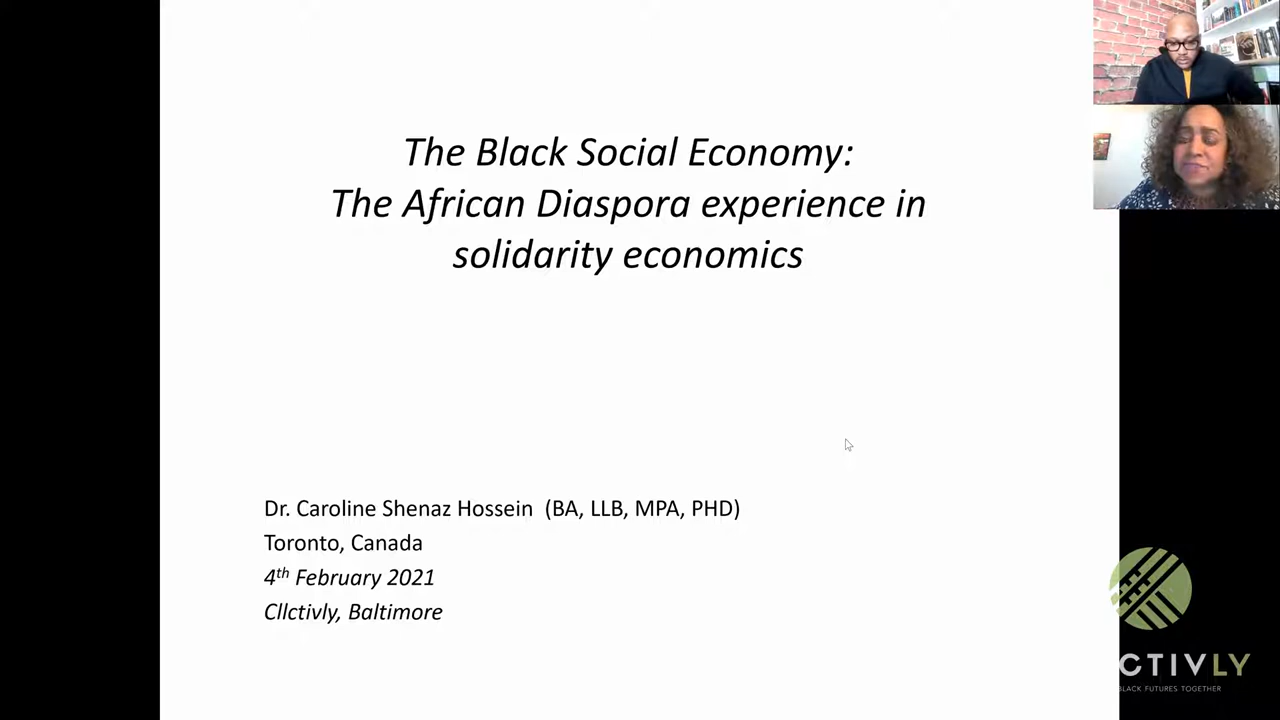 The Black Social Economy:
The African Diaspora experience in
solidarity economics
Dr. Caroline Shenaz Hossein (BA, LLB, MPA, PHD)
Toronto, Canada
4th February 2021
Cllctivly, Baltimore
CTIVLY
BLACK FUTURES TOGETHER